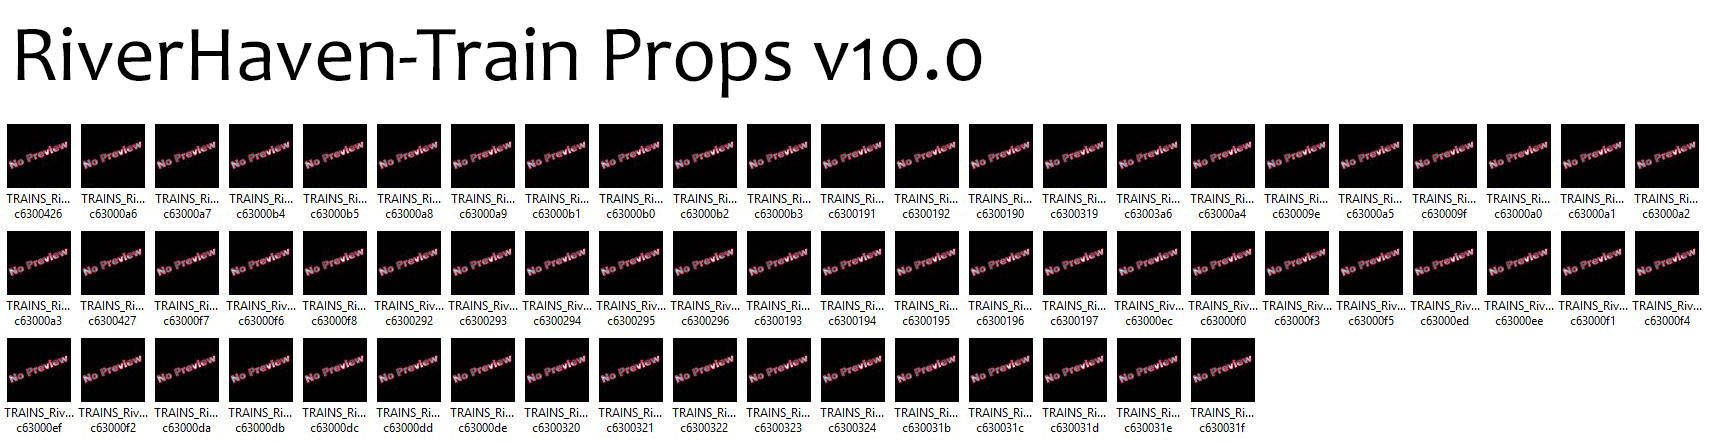 RiverHaven-Train Props v10.0
No Preview No Preview No Preview No Preview No Preview No Preview No Preview No Preview No Preview No Preview No Preview No Preview No Preview No Preview No Preview No Preview No Preview No Preview No Preview No Preview No Preview No Preview No Preview
TRAINS_Ri... TRAINS_Ri... TRAINS_Ri... TRAINS_Ri... TRAINS_Ri... TRAINS_Ri... TRAINS_Ri... TRAINS_Ri... TRAINS_Ri... TRAINS_Ri... TRAINS_Ri... TRAINS_Ri... TRAINS_Ri... TRAINS_Ri... TRAINS_Ri... TRAINS_Ri... TRAINS_Ri... TRAINS_Ri... TRAINS_Ri... TRAINS_Ri... TRAINS_Ri... TRAINS_Ri... TRAINS_Ri...
c6300426 c63000a6 c63000a7 c63000b4 c63000b5 c63000a8 c63000a9 c63000b1 c63000b0 c63000b2 c63000b3 c6300191 c6300192 c6300190 c6300319 c63003a6 c63000a4 c630009e c63000a5 c630009f c63000a0 c63000a1 c63000a2
No Preview No Preview No Preview No Preview No Preview No Preview No Preview No Preview No Preview No Preview No Preview No Preview No Preview No Preview No Preview No Preview No Preview No Preview No Preview No Preview No Preview No Preview No Preview
TRAINS_Ri... TRAINS_Ri... TRAINS_Ri... TRAINS_Riv... TRAINS_Ri... TRAINS_Riv... TRAINS_Riv... TRAINS_Riv... TRAINS_Riv... TRAINS_Riv... TRAINS_Ri... TRAINS_Ri... TRAINS_Ri... TRAINS_Ri... TRAINS_Ri... TRAINS_Riv... TRAINS_Riv... TRAINS_Riv... TRAINS_Riv... TRAINS_Riv... TRAINS_Riv... TRAINS_Riv... TRAINS_Riv...
c63000a3 c6300427 c63000f7 c63000f6 c63000f8 c6300292 c6300293 c6300294 c6300295 c6300296 c6300193 c6300194 c6300195 c6300196 c6300197 c63000ec c63000f0 c63000f3 c63000f5 c63000ed c63000ee c63000f1 c63000f4
No Preview No Preview No Preview No Preview No Preview No Preview No Preview No Preview No Preview No Preview No Preview No Preview No Preview No Preview No Preview No Preview No Preview
TRAINS_Riv... TRAINS_Riv... TRAINS_Ri... TRAINS_Ri... TRAINS_Ri... TRAINS_Ri... TRAINS_Ri... TRAINS_Ri... TRAINS_Ri... TRAINS_Ri... TRAINS_Ri... TRAINS_Ri... TRAINS_Ri... TRAINS_Ri... TRAINS_Ri... TRAINS_Ri... TRAINS_Ri...
c63000ef c63000f2 c63000da c63000db c63000dc c63000dd c63000de c6300320 c6300321 c6300322 c6300323 c6300324 c630031b c630031c c630031d c630031e c630031f